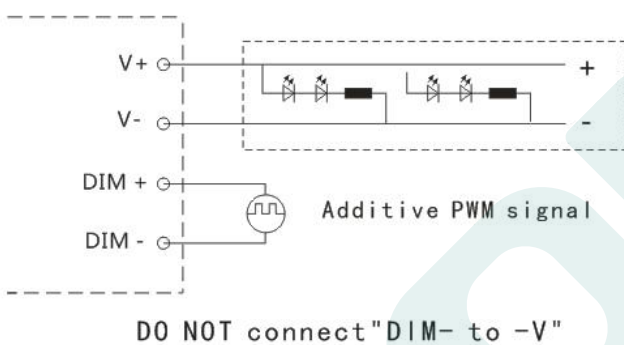 V+
+
V-
-
DIM +
Additive PWM signal
DIM -
DO NOT connect"DIM- to -V"